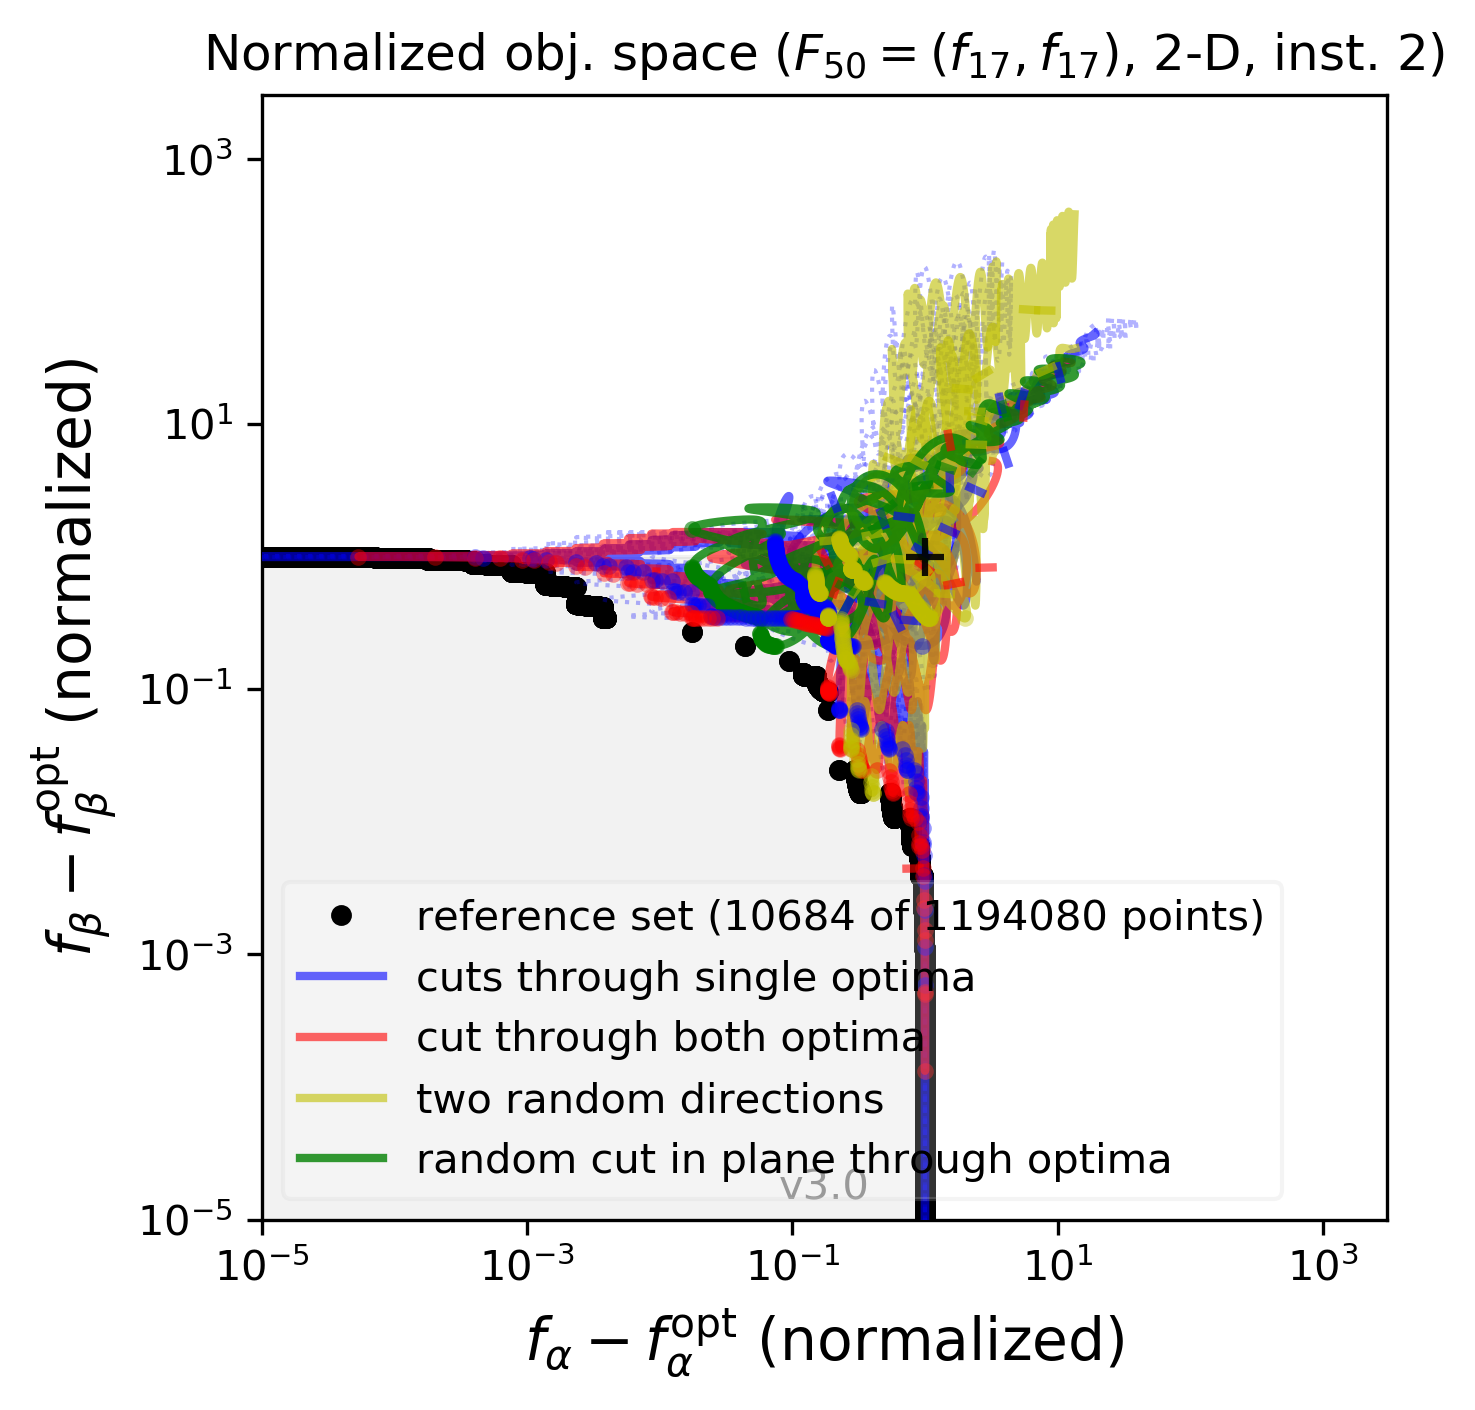 Normalized obj. space (F₅₀ = (f₁₇, f₁₇), 2-D, inst. 2)
f_β − f_β^opt (normalized)
10³
10¹
10⁻¹
10⁻³
10⁻⁵
reference set (10684 of 1194080 points)
cuts through single optima
cut through both optima
two random directions
random cut in plane through optima
v3.0
10⁻⁵ 10⁻³ 10⁻¹ 10¹ 10³
f_α − f_α^opt (normalized)